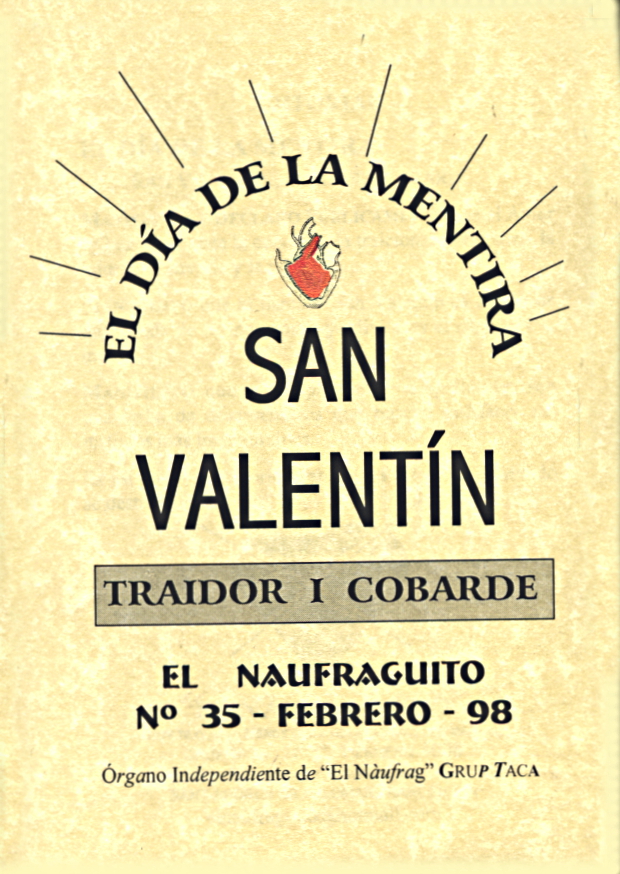 EL DÍA DE LA MENTIRA
SAN
VALENTÍN
TRAIDOR I COBARDE
EL NAUFRAGUITO
Nº 35 - FEBRERO - 98
Órgano Independiente de “El Nàufrag” GRUP TACA